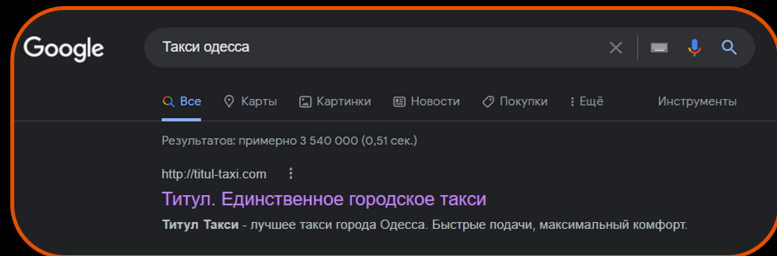 Google
Такси одесса
Все Карты Картинки Новости Покупки Ещё Инструменты
Результатов: примерно 3 540 000 (0,51 сек.)
http://titul-taxi.com
Титул. Единственное городское такси
Титул Такси - лучшее такси города Одесса. Быстрые подачи, максимальный комфорт.